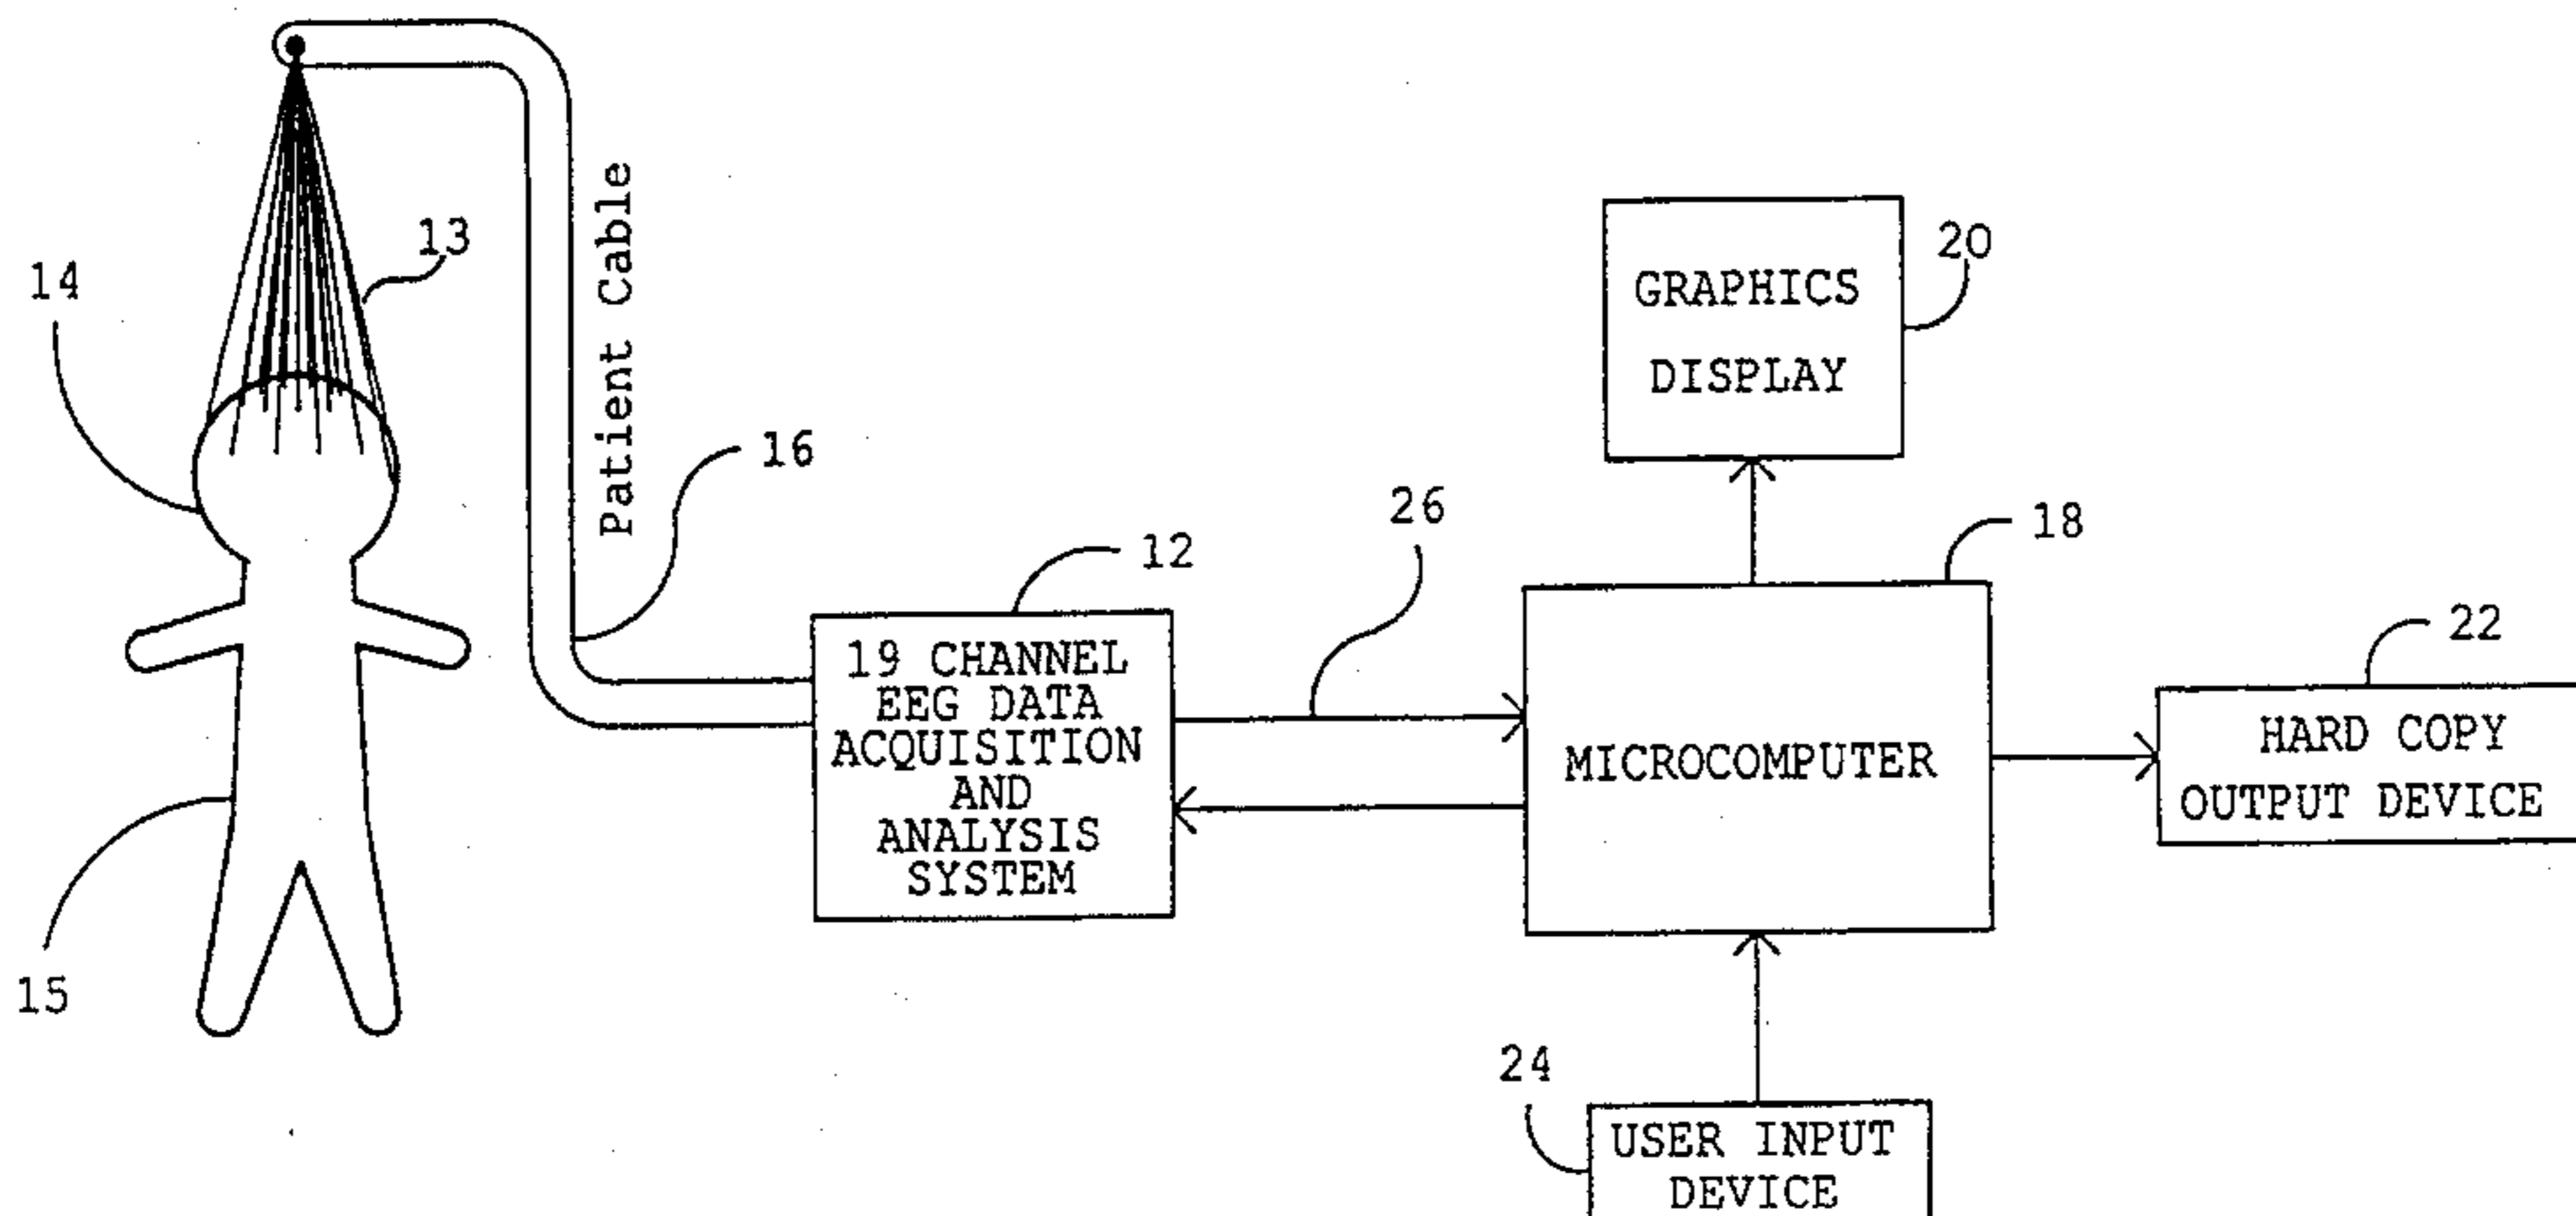 13
14
Patient Cable
16
15
12
19 CHANNEL
EEG DATA
ACQUISITION
AND
ANALYSIS
SYSTEM
26
GRAPHICS
DISPLAY
20
18
MICROCOMPUTER
22
HARD COPY
OUTPUT DEVICE
24
USER INPUT
DEVICE